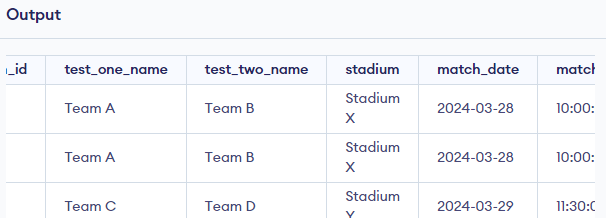 Output
_id test_one_name test_two_name stadium match_date match
Team A Team B Stadium X 2024-03-28 10:00:
Team A Team B Stadium X 2024-03-28 10:00:
Team C Team D Stadium 2024-03-29 11:30:0